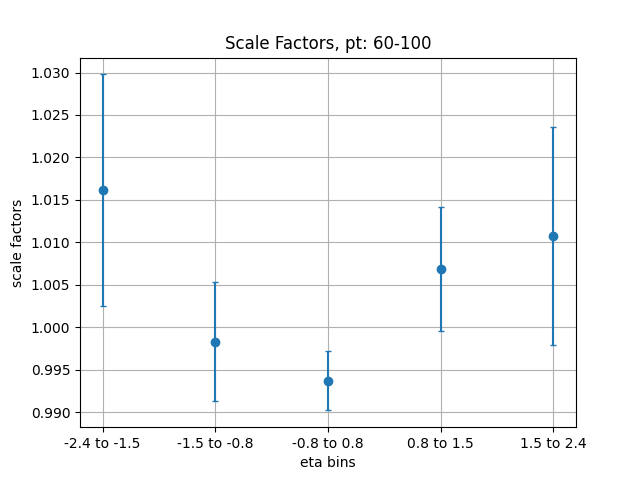 Scale Factors, pt: 60-100
1.030
1.025
1.020
1.015
1.010
1.005
1.000
0.995
0.990
scale factors
-2.4 to -1.5
-1.5 to -0.8
-0.8 to 0.8
0.8 to 1.5
1.5 to 2.4
eta bins